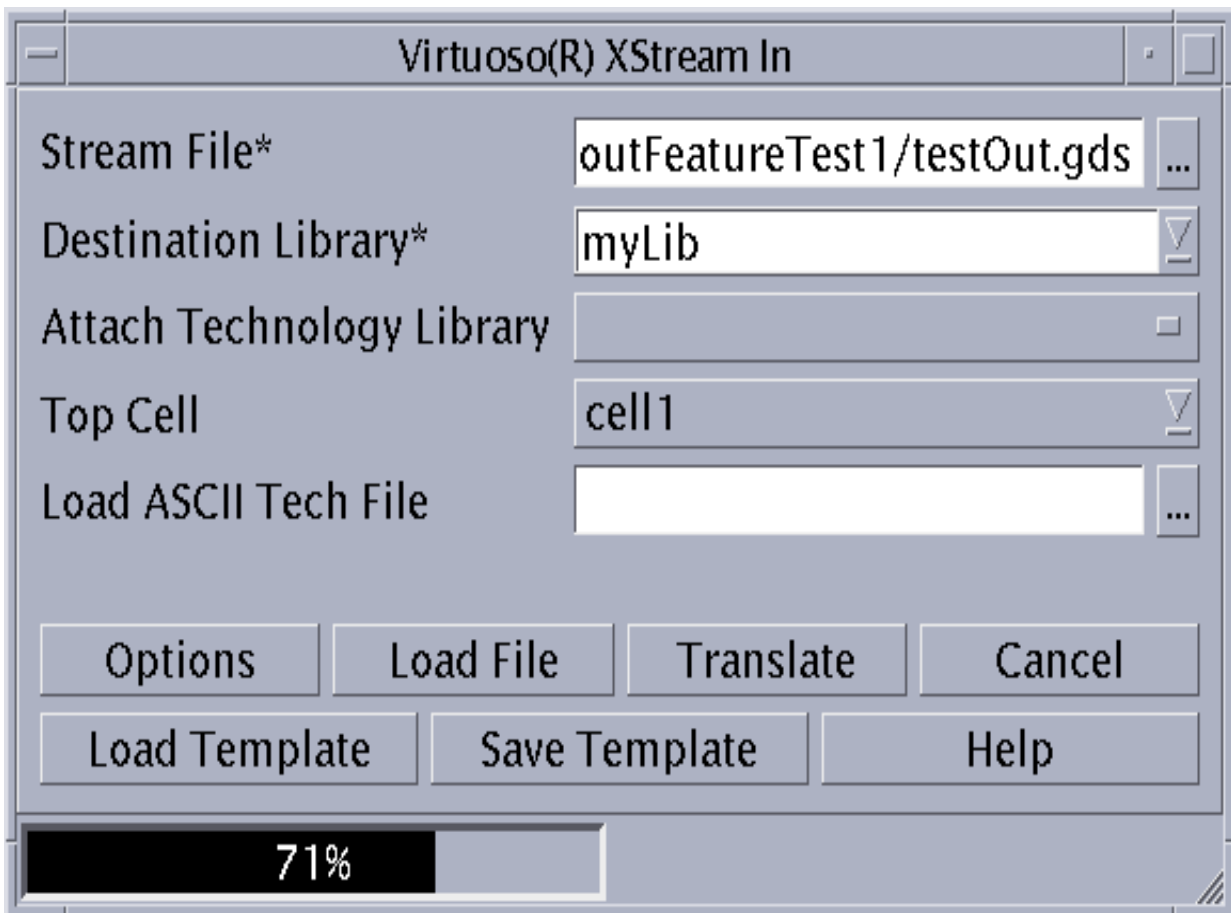 Virtuoso(R) XStream In
Stream File* outFeatureTest1/testOut.gds ...
Destination Library* myLib
Attach Technology Library
Top Cell cell1
Load ASCII Tech File ...
Options Load File Translate Cancel
Load Template Save Template Help
71%